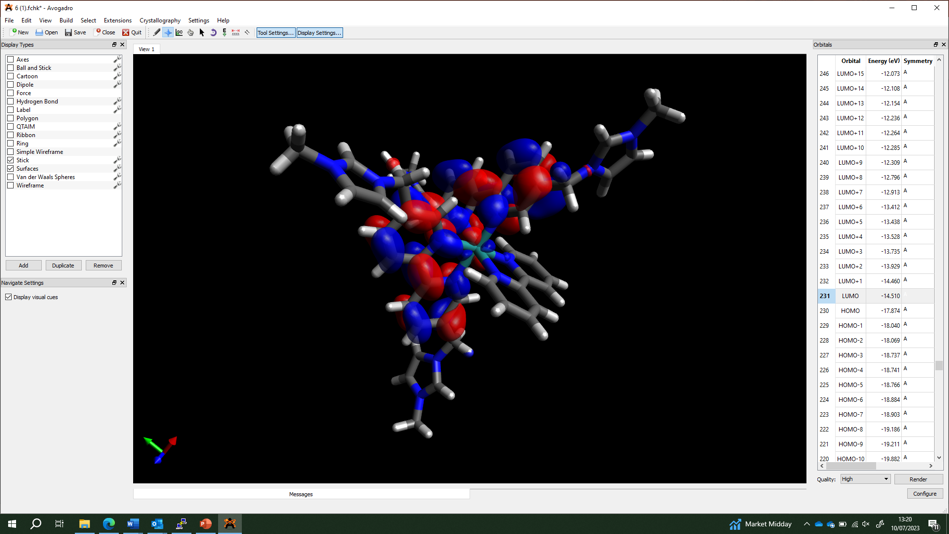 6 (1).fchk* - Avogadro
File Edit View Build Select Extensions Crystallography Settings Help
New Open Save Close Quit Tool Settings... Display Settings...
Display Types
Axes
Ball and Stick
Cartoon
Dipole
Force
Hydrogen Bond
Label
Polygon
QTAIM
Ribbon
Ring
Simple Wireframe
Stick
Surfaces
Van der Waals Spheres
Wireframe
Add Duplicate Remove
Navigate Settings
Display visual cues
View 1
Messages
Orbitals
Orbital Energy (eV) Symmetry
246 LUMO+15 -12.073 A
245 LUMO+14 -12.108 A
244 LUMO+13 -12.154 A
243 LUMO+12 -12.236 A
242 LUMO+11 -12.264 A
241 LUMO+10 -12.285 A
240 LUMO+9 -12.309 A
239 LUMO+8 -12.796 A
238 LUMO+7 -12.913 A
237 LUMO+6 -13.412 A
236 LUMO+5 -13.438 A
235 LUMO+4 -13.528 A
234 LUMO+3 -13.735 A
233 LUMO+2 -13.929 A
232 LUMO+1 -14.460 A
231 LUMO -14.510 A
230 HOMO -17.874 A
229 HOMO-1 -18.040 A
228 HOMO-2 -18.069 A
227 HOMO-3 -18.737 A
226 HOMO-4 -18.741 A
225 HOMO-5 -18.766 A
224 HOMO-6 -18.884 A
223 HOMO-7 -18.903 A
222 HOMO-8 -19.186 A
221 HOMO-9 -19.211 A
220 HOMO-10 -19.882 A
Quality: High Render
Configure
Market Midday
13:20
10/07/2023